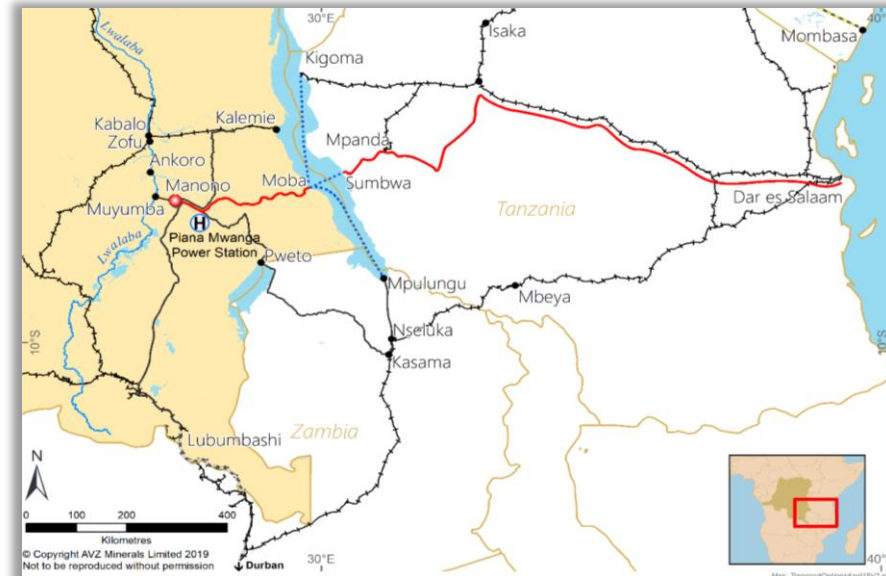 30°E
40°
Isaka
Mombasa
Lwalaba
Kigoma
Kabalo
Kalemie
Zofu
Mpanda
Ankoro
Manono
Moba
Sumbwa
Muyumba
Dar es Salaam
H
Tanzania
Piana Mwanga
Power Station
Lwalaba
Pweto
Mpulungu
Mbeya
10°S
Nseluka
10°S
Kasama
Zambia
Lubumbashi
N
0
100
200
400
Kilometres
© Copyright AVZ Minerals Limited 2019
Not to be reproduced without permission
Durban
30°E
40°